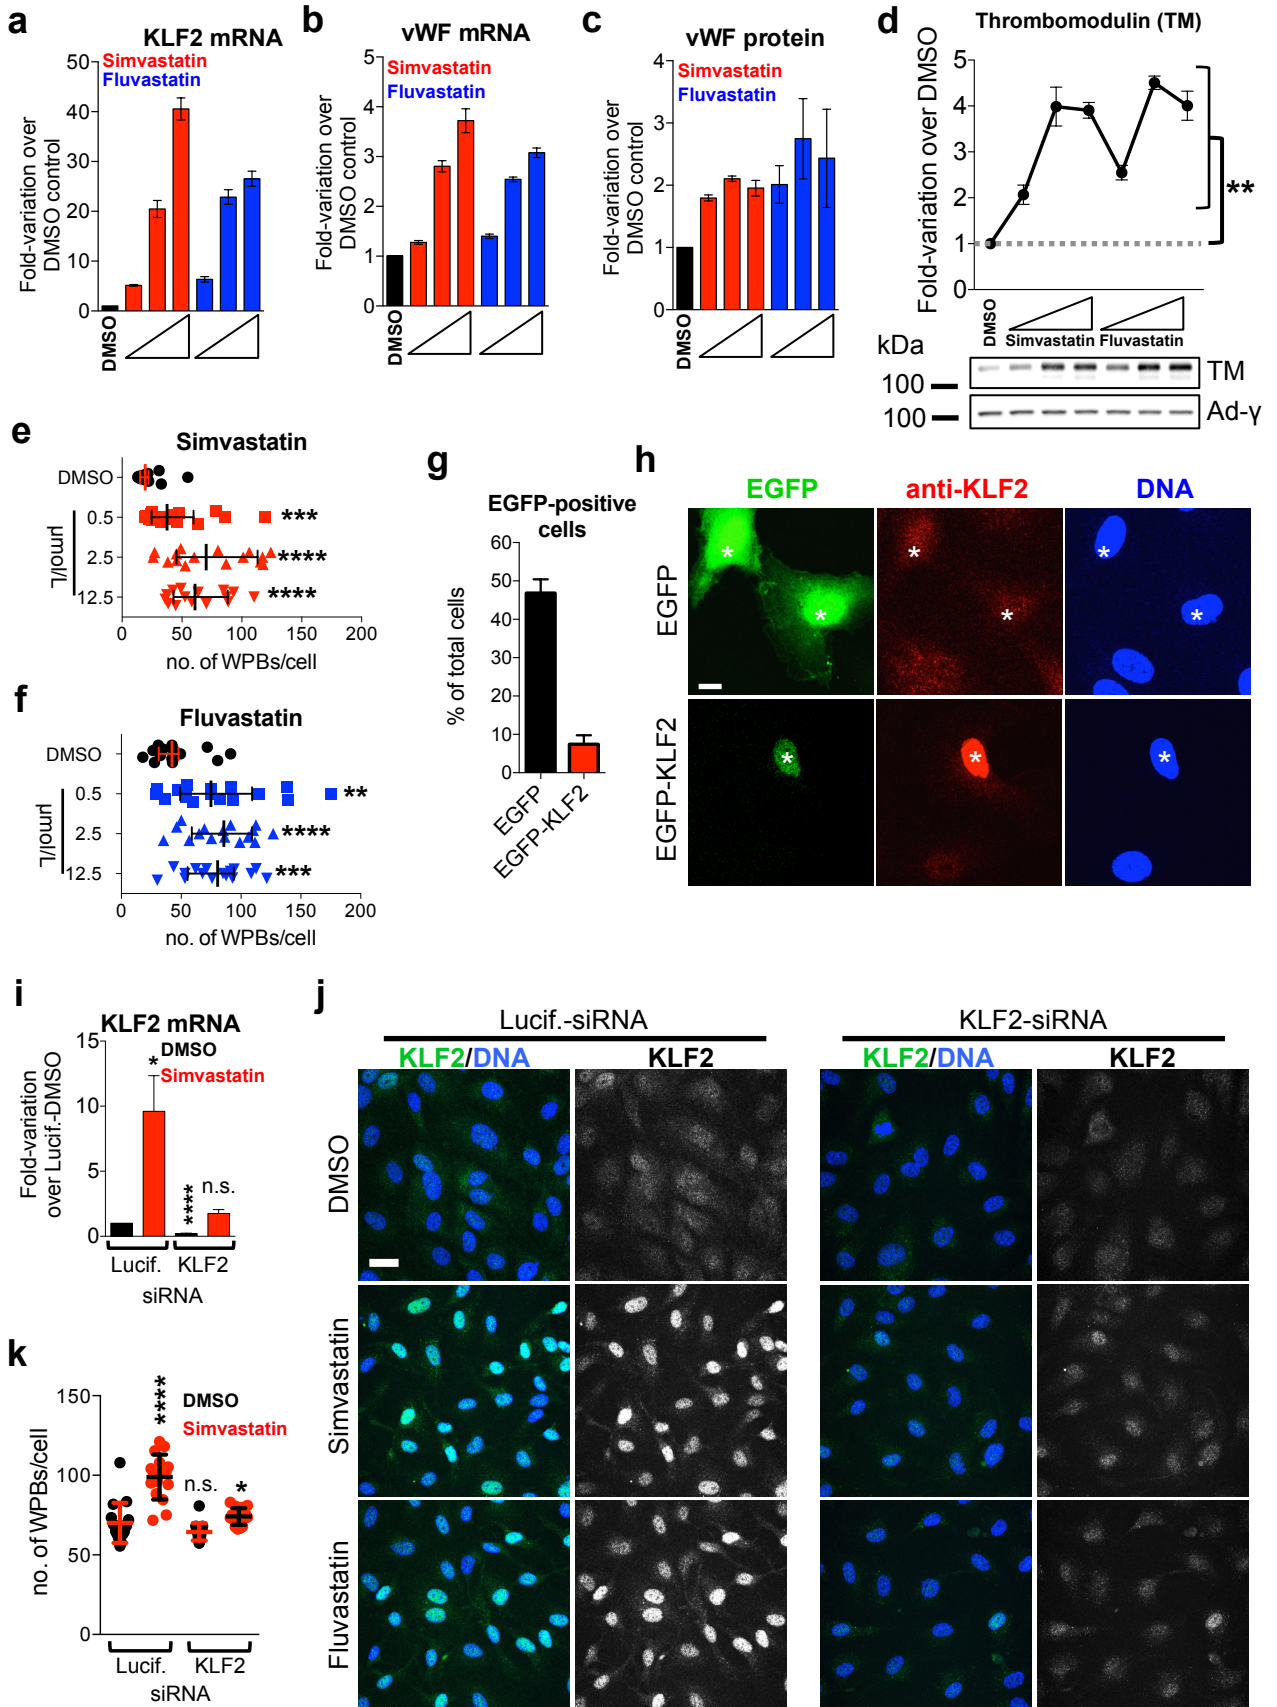 a
KLF2 mRNA
Simvastatin
Fluvastatin
Fold-variation over
DMSO control
50
40
30
20
10
0
DMSO
b
vWF mRNA
Simvastatin
Fluvastatin
Fold-variation over
DMSO control
5
4
3
2
1
0
DMSO
c
vWF protein
Simvastatin
Fluvastatin
Fold-variation over
DMSO control
4
3
2
1
0
DMSO
d
Thrombomodulin (TM)
Fold-variation over DMSO
5
4
3
2
1
0
**
DMSO
Simvastatin
Fluvastatin
kDa
100
TM
100
Ad-γ
e
Simvastatin
DMSO
0.5
***
2.5
****
12.5
****
µmol/L
0 50 100 150 200
no. of WPBs/cell
f
Fluvastatin
DMSO
0.5
**
2.5
****
12.5
***
µmol/L
0 50 100 150 200
no. of WPBs/cell
g
EGFP-positive
cells
% of total cells
60
50
40
30
20
10
0
EGFP
EGFP-KLF2
h
EGFP anti-KLF2 DNA
EGFP
* * *
* * *
EGFP-KLF2
* * *
i
KLF2 mRNA
DMSO
Simvastatin
Fold-variation
over Lucif.-DMSO
15
10
5
0
*
****
n.s.
Lucif. KLF2
siRNA
j
Lucif.-siRNA KLF2-siRNA
KLF2/DNA KLF2 KLF2/DNA KLF2
DMSO
Simvastatin
Fluvastatin
k
DMSO
Simvastatin
no. of WPBs/cell
150
100
50
0
****
n.s.
*
Lucif. KLF2
siRNA